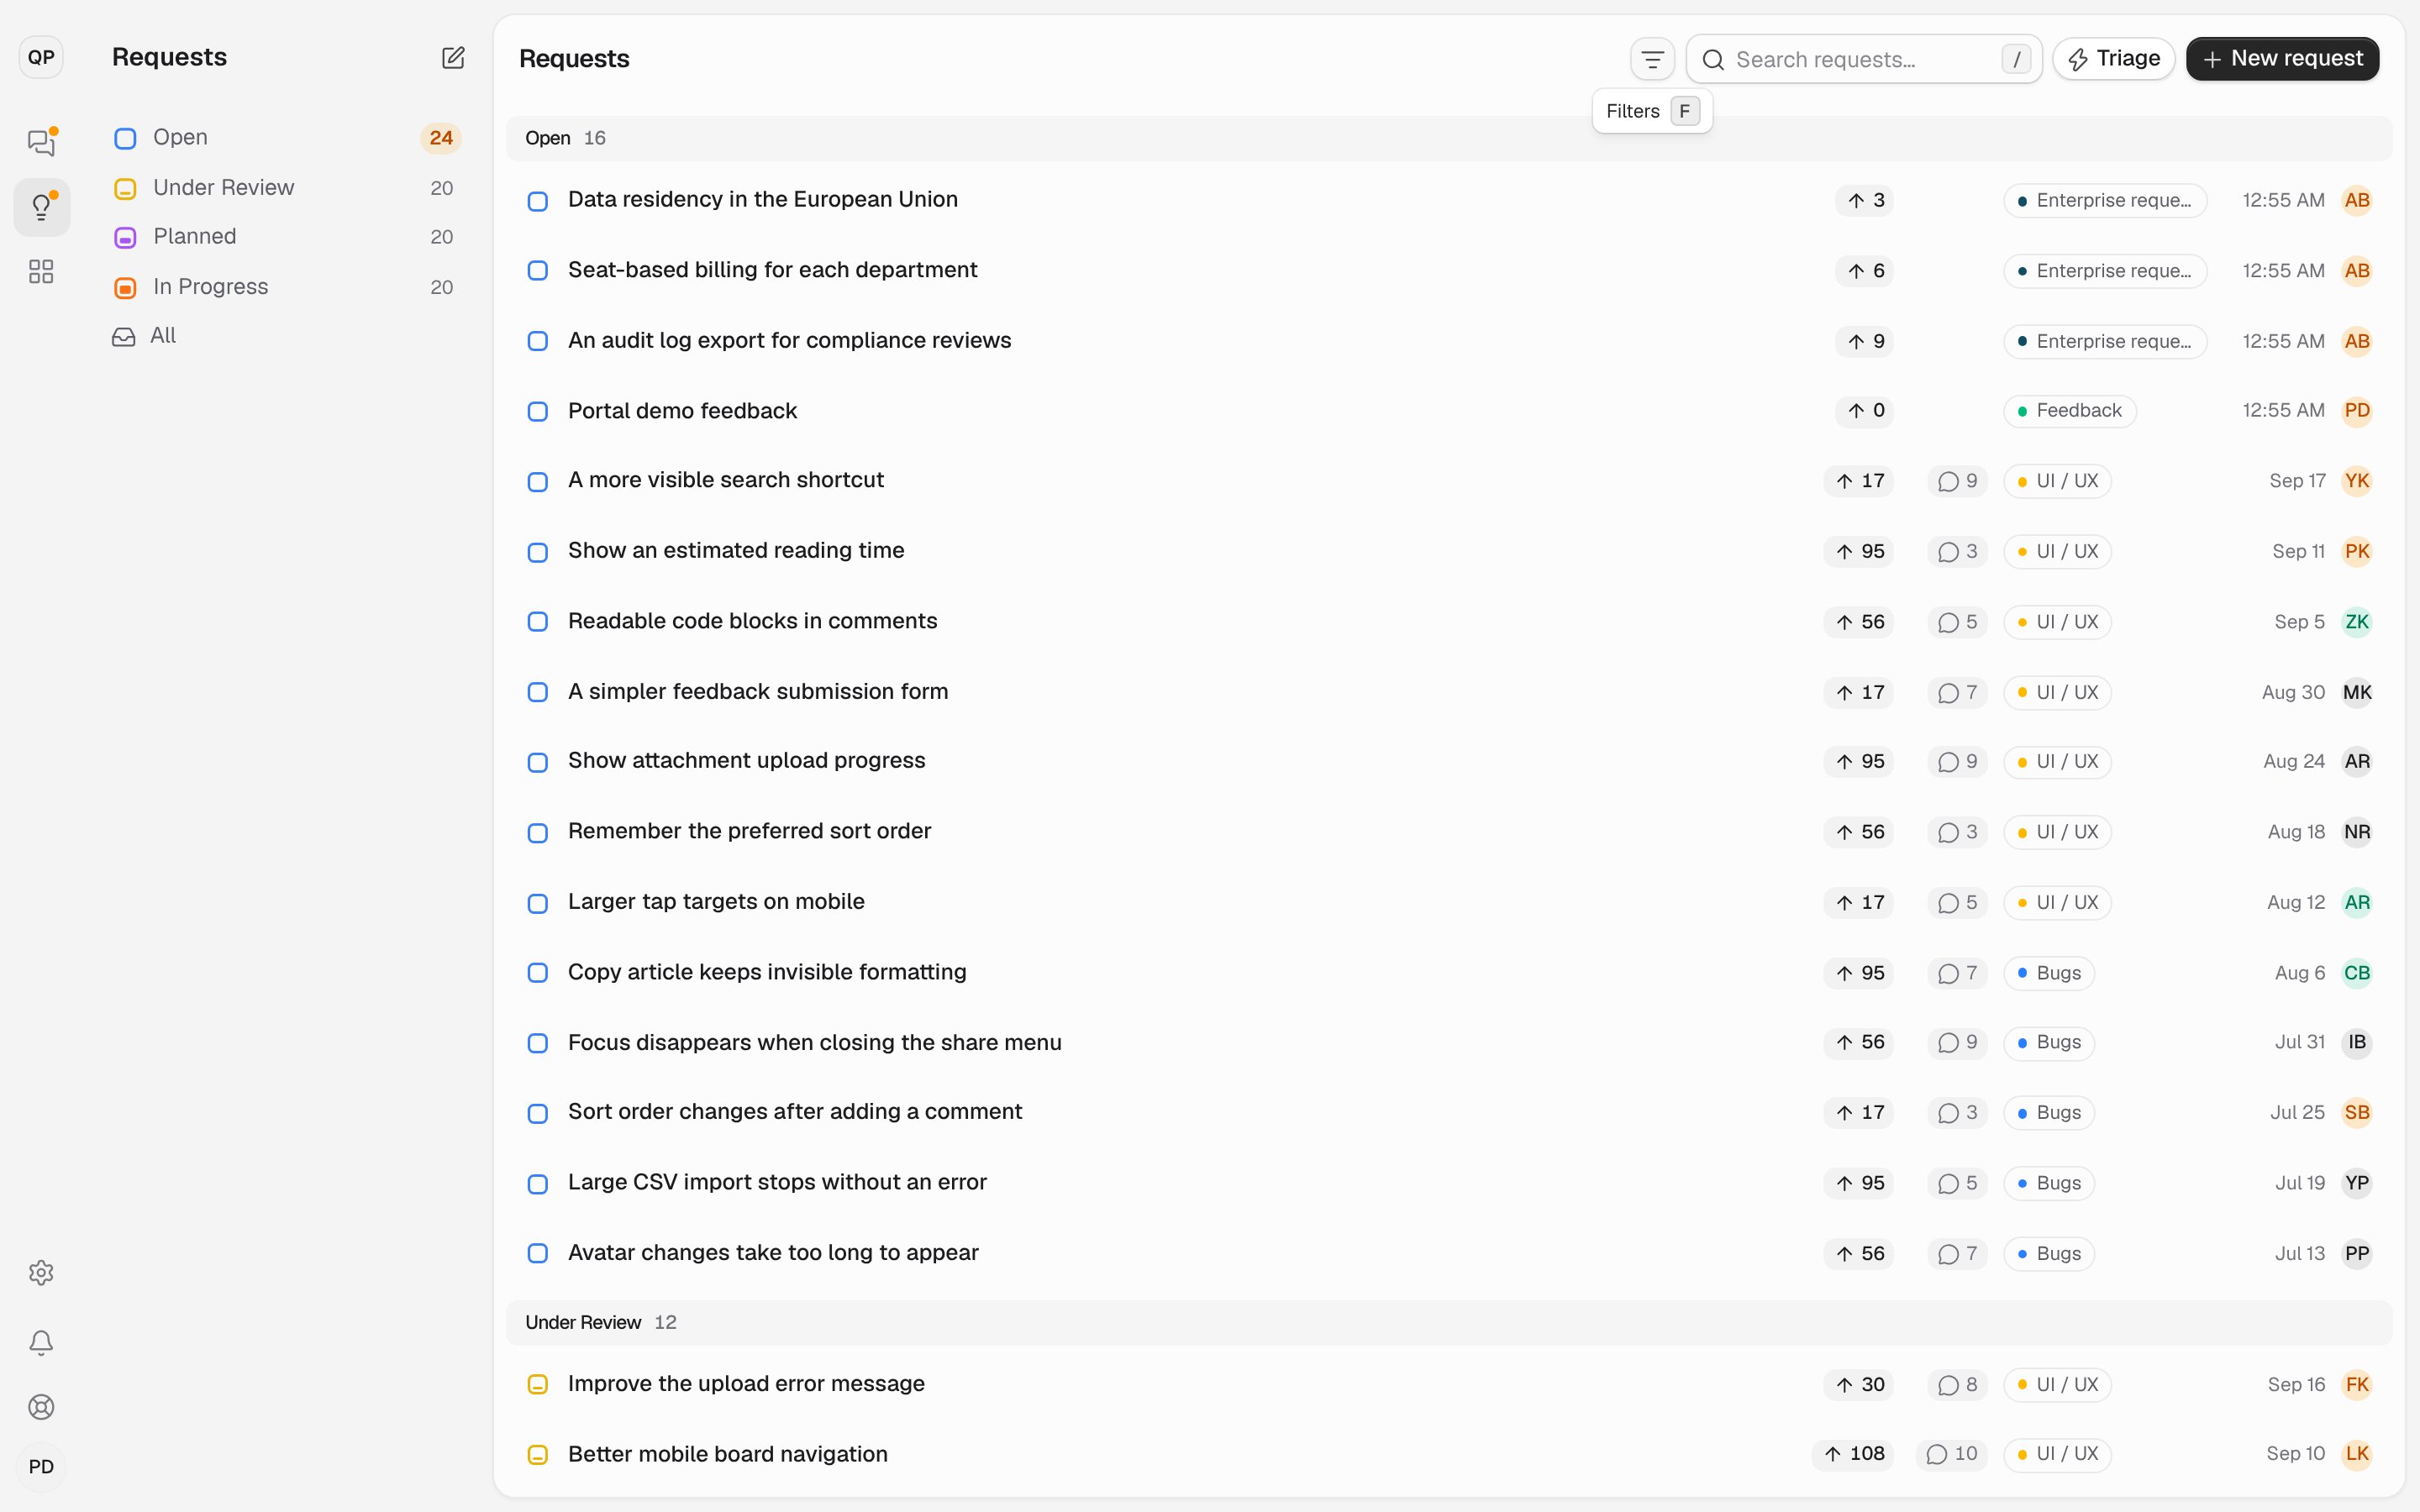 QP
Requests
Open 24
Under Review 20
Planned 20
In Progress 20
All
PD
Requests
Search requests... /
Triage
New request
Filters F
Open 16
Data residency in the European Union 3 Enterprise reque... 12:55 AM AB
Seat-based billing for each department 6 Enterprise reque... 12:55 AM AB
An audit log export for compliance reviews 9 Enterprise reque... 12:55 AM AB
Portal demo feedback 0 Feedback 12:55 AM PD
A more visible search shortcut 17 9 UI / UX Sep 17 YK
Show an estimated reading time 95 3 UI / UX Sep 11 PK
Readable code blocks in comments 56 5 UI / UX Sep 5 ZK
A simpler feedback submission form 17 7 UI / UX Aug 30 MK
Show attachment upload progress 95 9 UI / UX Aug 24 AR
Remember the preferred sort order 56 3 UI / UX Aug 18 NR
Larger tap targets on mobile 17 5 UI / UX Aug 12 AR
Copy article keeps invisible formatting 95 7 Bugs Aug 6 CB
Focus disappears when closing the share menu 56 9 Bugs Jul 31 IB
Sort order changes after adding a comment 17 3 Bugs Jul 25 SB
Large CSV import stops without an error 95 5 Bugs Jul 19 YP
Avatar changes take too long to appear 56 7 Bugs Jul 13 PP
Under Review 12
Improve the upload error message 30 8 UI / UX Sep 16 FK
Better mobile board navigation 108 10 UI / UX Sep 10 LK